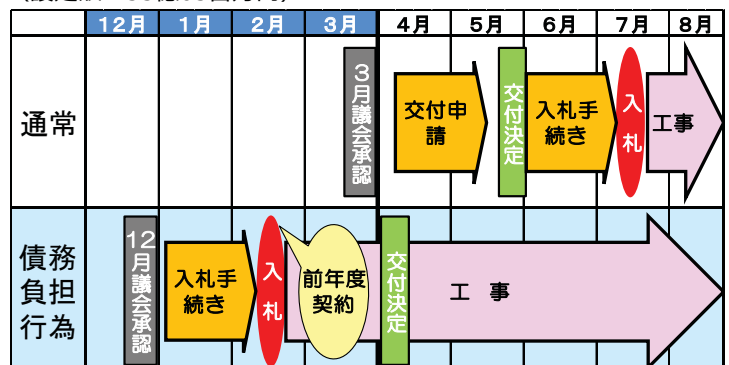 12月 1月 2月 3月 4月 5月 6月 7月 8月
通常
3月議会承認
交付申
請
交付決定
入札手
続き
入札
工事
債務
負担
行為
12月議会承認
入札手
続き
入札
前年度
契約
交付決定
工 事